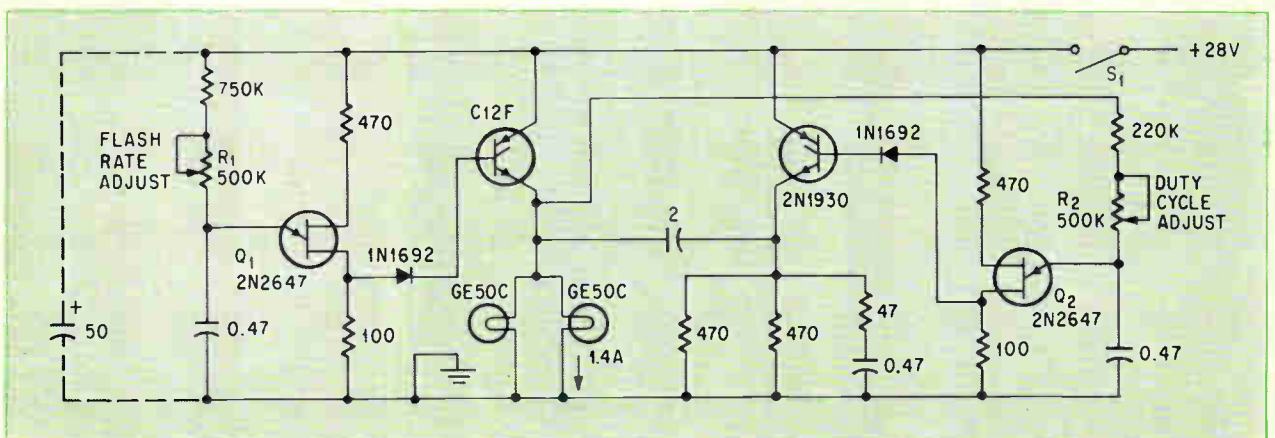 +28V
S1
750K
470
C12F
1N1692
220K
FLASH
RATE
ADJUST
R1
500K
470
DUTY
CYCLE
ADJUST
R2
500K
2N1930
Q1
2N2647
1N1692
GE50C
GE50C
2
47
Q2
2N2647
+
50
0.47
100
1.4A
470
470
0.47
100
0.47